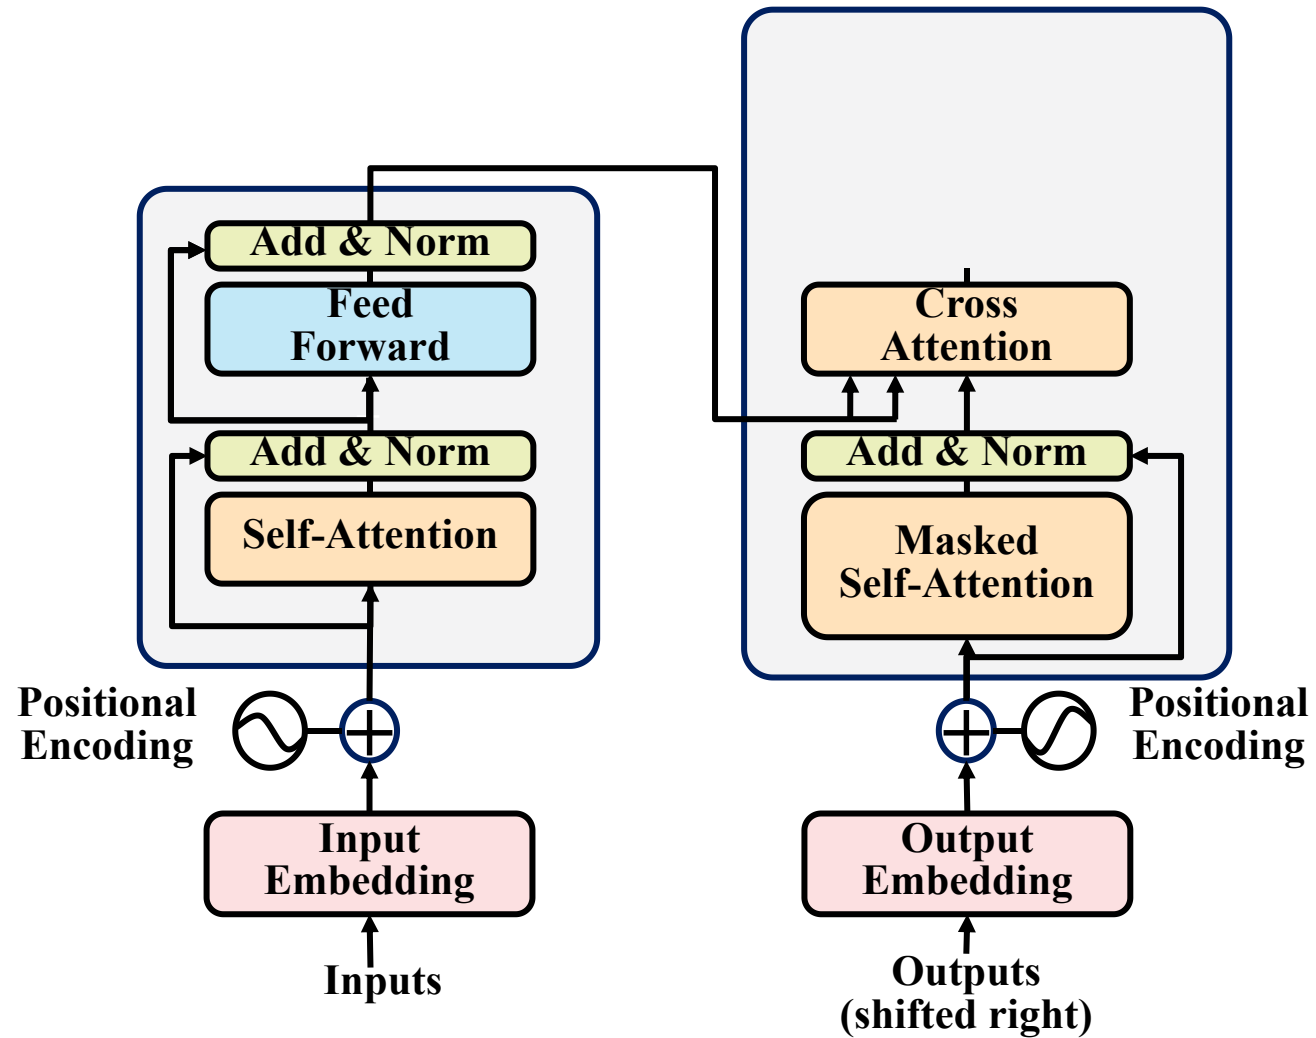 Add & Norm
Feed
Forward
Add & Norm
Self-Attention
Positional
Encoding
Input
Embedding
Inputs
Cross
Attention
Add & Norm
Masked
Self-Attention
Positional
Encoding
Output
Embedding
Outputs
(shifted right)